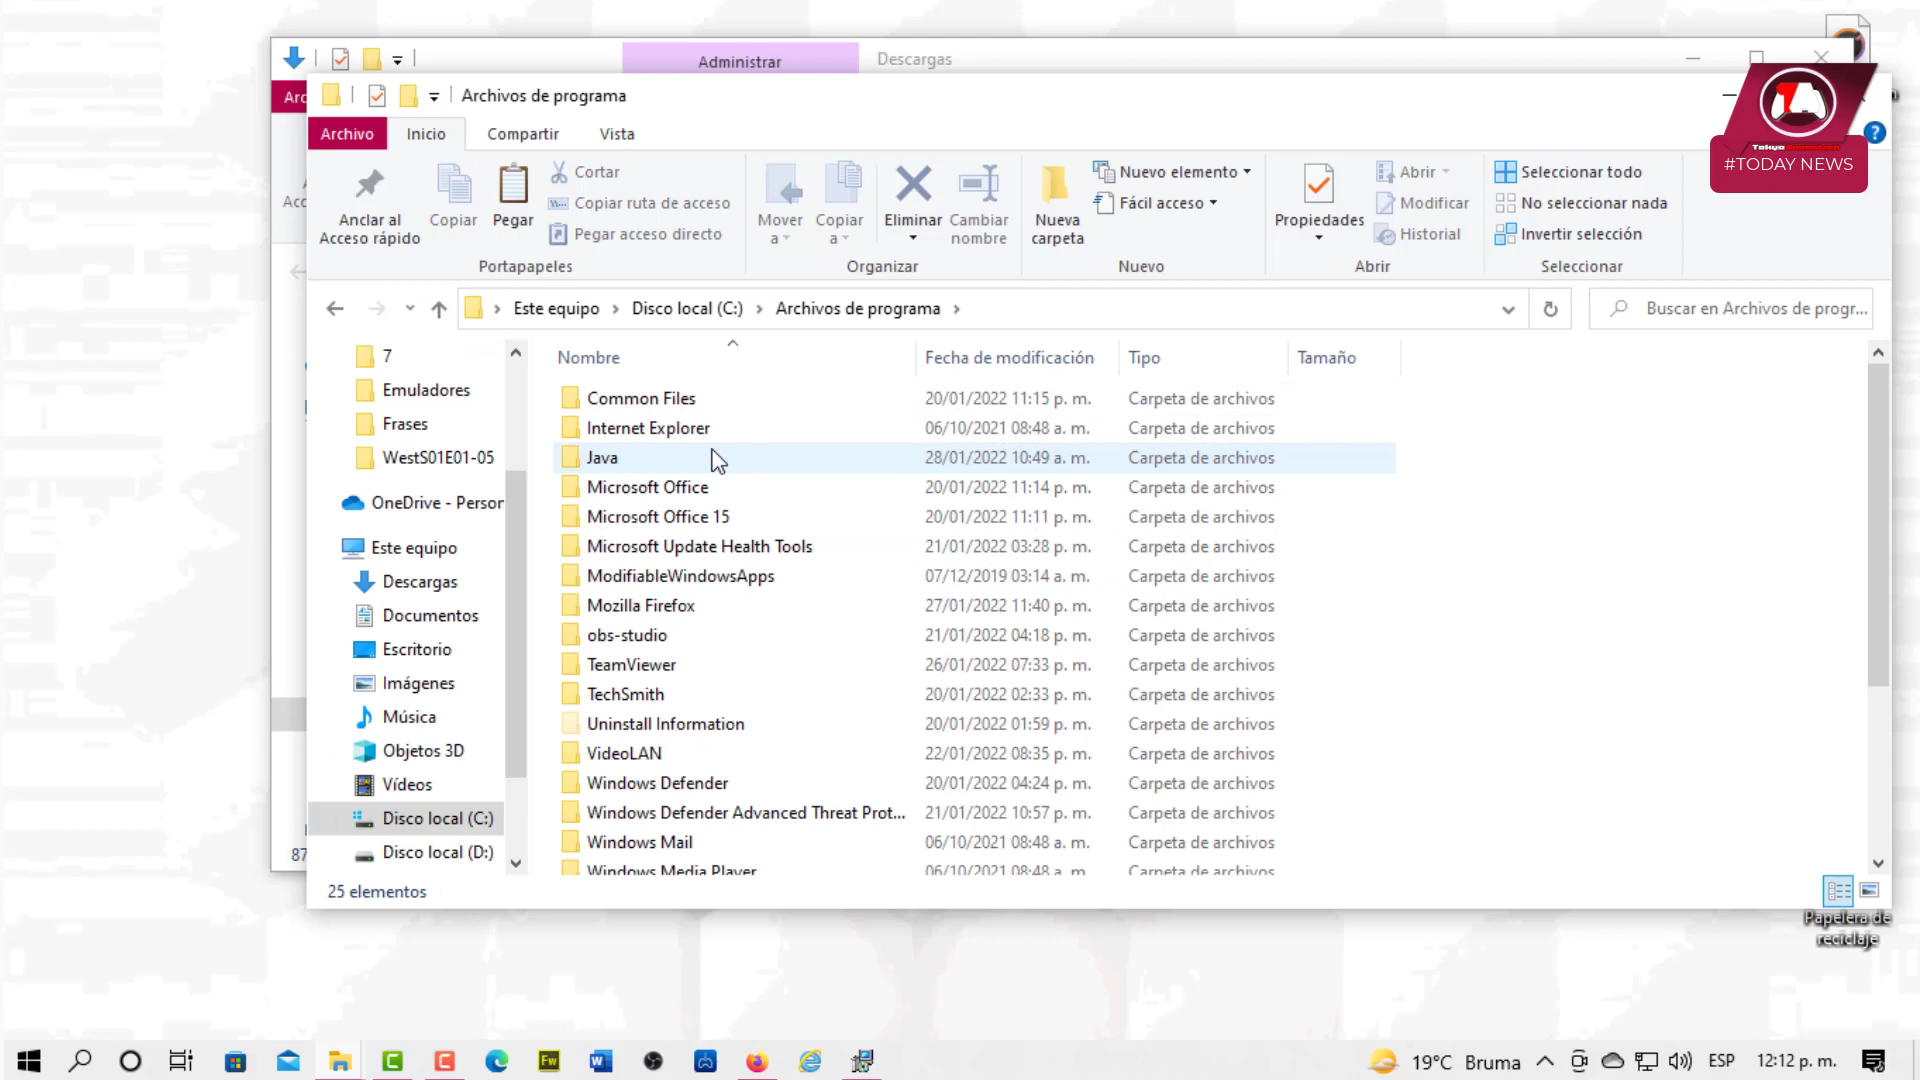 Administrar
Descargas
Archivos de programa
Archivo
Inicio
Compartir
Vista
#TODAY NEWS
Anclar al
Acceso rápido
Copiar
Pegar
Cortar
Copiar ruta de acceso
Pegar acceso directo
Portapapeles
Mover
a
Copiar
a
Eliminar
Cambiar
nombre
Organizar
Nueva
carpeta
Nuevo elemento
Fácil acceso
Nuevo
Propiedades
Abrir
Modificar
Historial
Abrir
Seleccionar todo
No seleccionar nada
Invertir selección
Seleccionar
Este equipo
Disco local (C:)
Archivos de programa
Buscar en Archivos de progr...
7
Emuladores
Frases
WestS01E01-05
OneDrive - Person
Este equipo
Descargas
Documentos
Escritorio
Imágenes
Música
Objetos 3D
Vídeos
Disco local (C:)
Disco local (D:)
Nombre Fecha de modificación Tipo Tamaño
Common Files 20/01/2022 11:15 p. m. Carpeta de archivos
Internet Explorer 06/10/2021 08:48 a. m. Carpeta de archivos
Java 28/01/2022 10:49 a. m. Carpeta de archivos
Microsoft Office 20/01/2022 11:14 p. m. Carpeta de archivos
Microsoft Office 15 20/01/2022 11:11 p. m. Carpeta de archivos
Microsoft Update Health Tools 21/01/2022 03:28 p. m. Carpeta de archivos
ModifiableWindowsApps 07/12/2019 03:14 a. m. Carpeta de archivos
Mozilla Firefox 27/01/2022 11:40 p. m. Carpeta de archivos
obs-studio 21/01/2022 04:18 p. m. Carpeta de archivos
TeamViewer 26/01/2022 07:33 p. m. Carpeta de archivos
TechSmith 20/01/2022 02:33 p. m. Carpeta de archivos
Uninstall Information 20/01/2022 01:59 p. m. Carpeta de archivos
VideoLAN 22/01/2022 08:35 p. m. Carpeta de archivos
Windows Defender 20/01/2022 04:24 p. m. Carpeta de archivos
Windows Defender Advanced Threat Prot... 21/01/2022 10:57 p. m. Carpeta de archivos
Windows Mail 06/10/2021 08:48 a. m. Carpeta de archivos
Windows Media Player 06/10/2021 08:48 a. m. Carpeta de archivos
25 elementos
87
Papelera de
reciclaje
19°C Bruma
ESP
12:12 p. m.